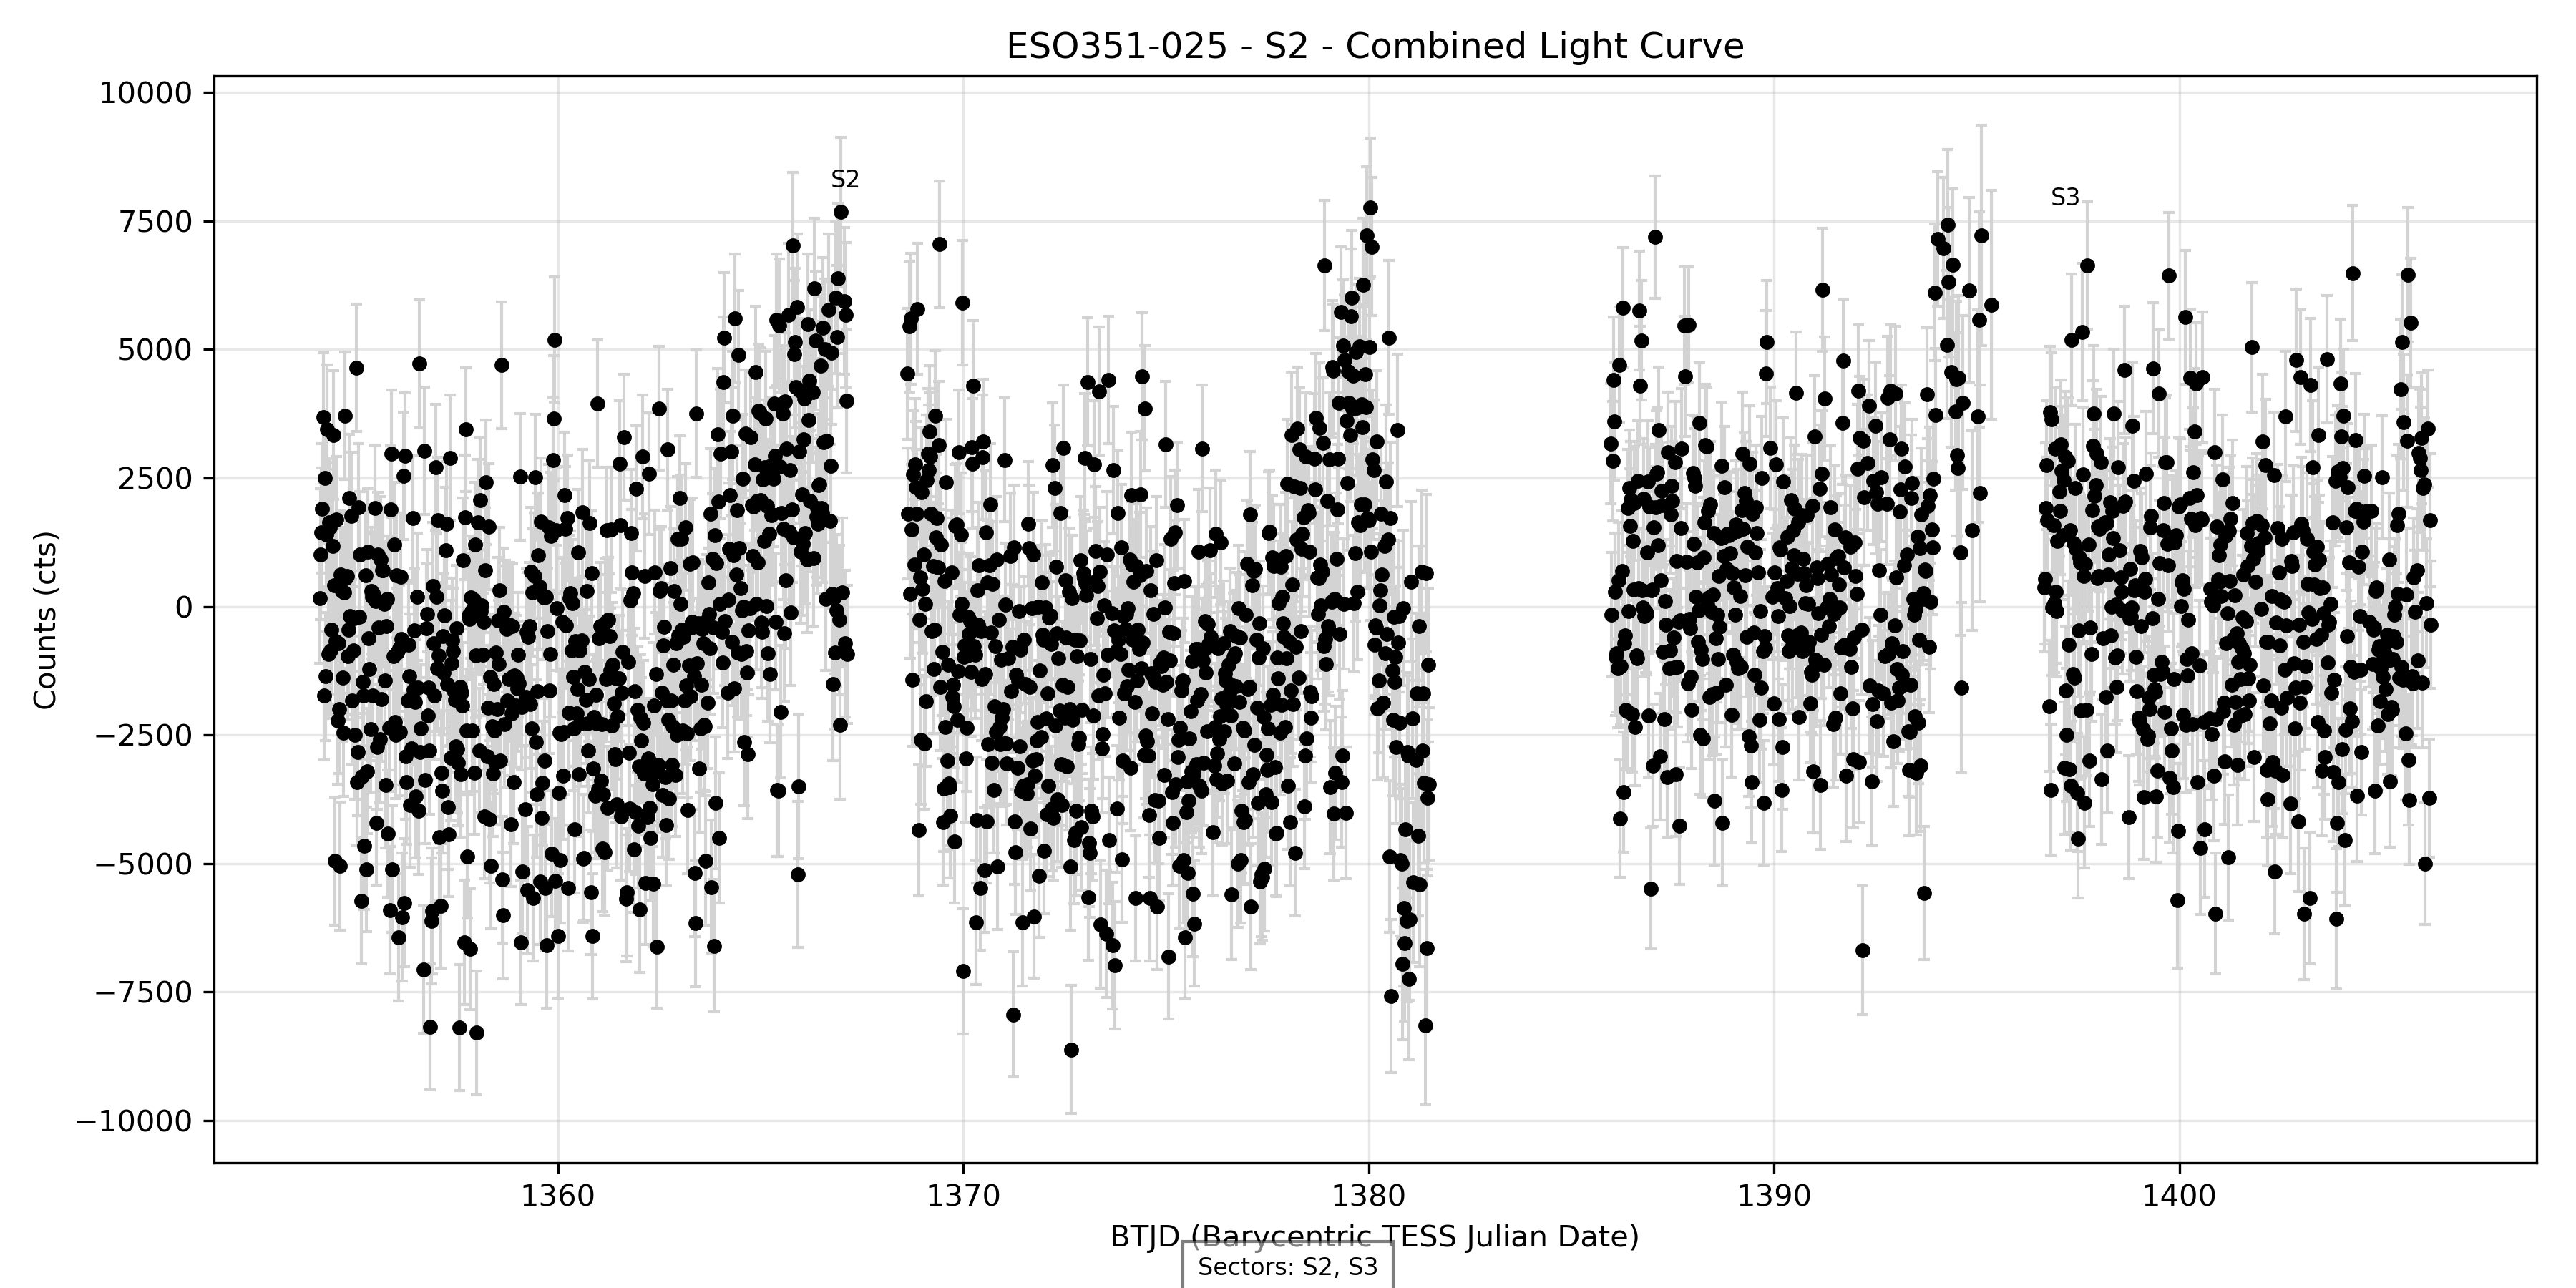 ESO351-025 - S2 - Combined Light Curve
10000
7500
5000
2500
0
−2500
−5000
−7500
−10000
Counts (cts)
S2
S3
1360
1370
1380
1390
1400
BTJD (Barycentric TESS Julian Date)
Sectors: S2, S3